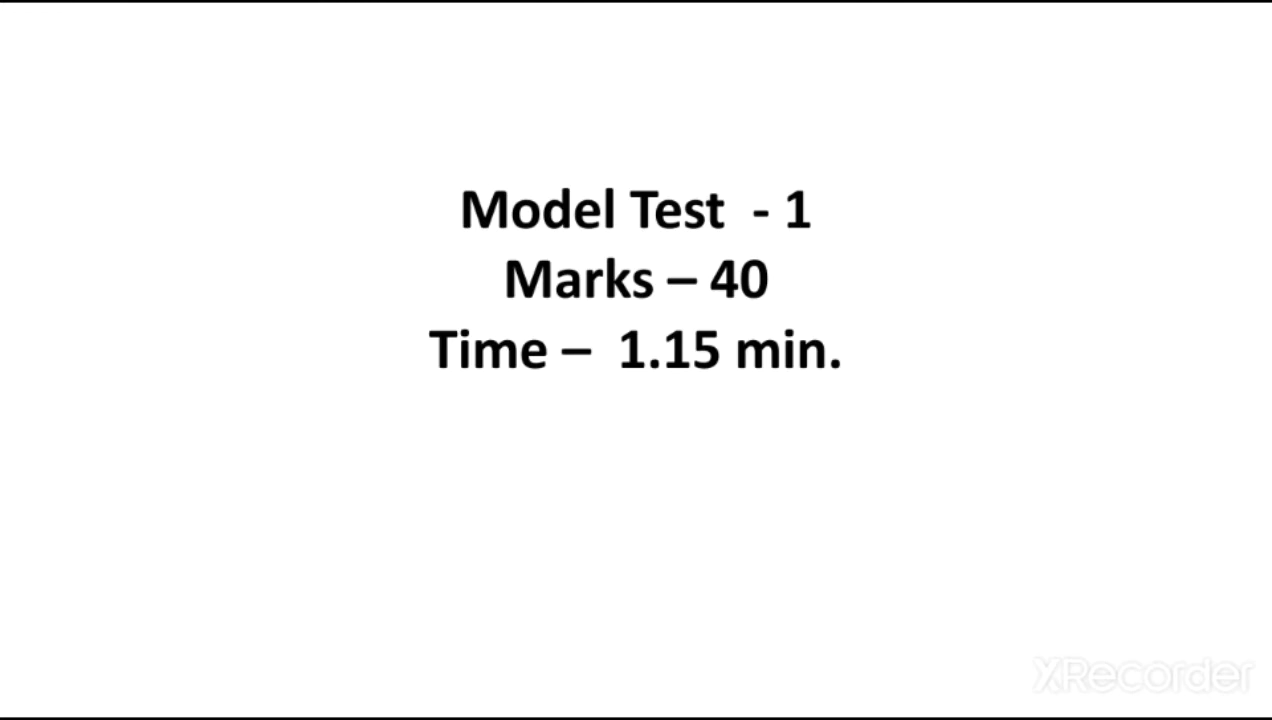 Model Test - 1
Marks – 40
Time – 1.15 min.
XRecorder